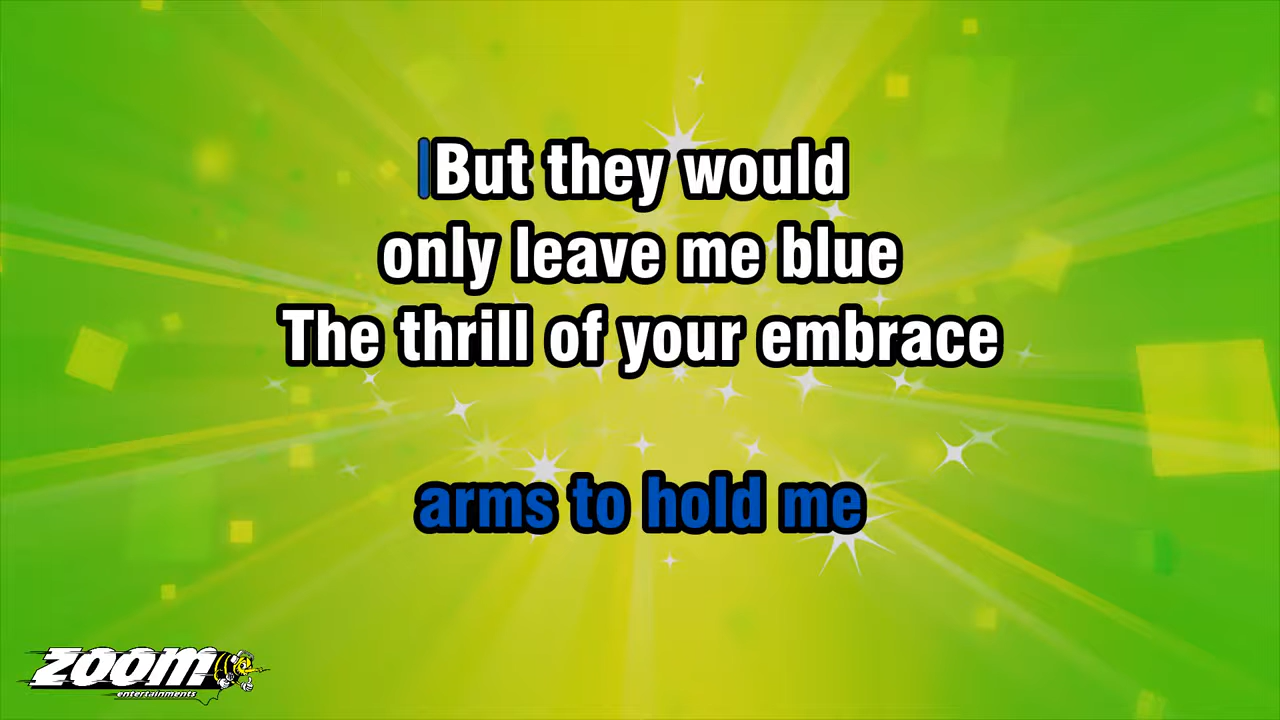 But they would
only leave me blue
The thrill of your embrace
arms to hold me
zoom
entertainments